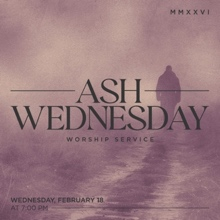 MMXXVI
ASH
WEDNESDAY
WORSHIP SERVICE
WEDNESDAY, FEBRUARY 18
AT 7:00 PM